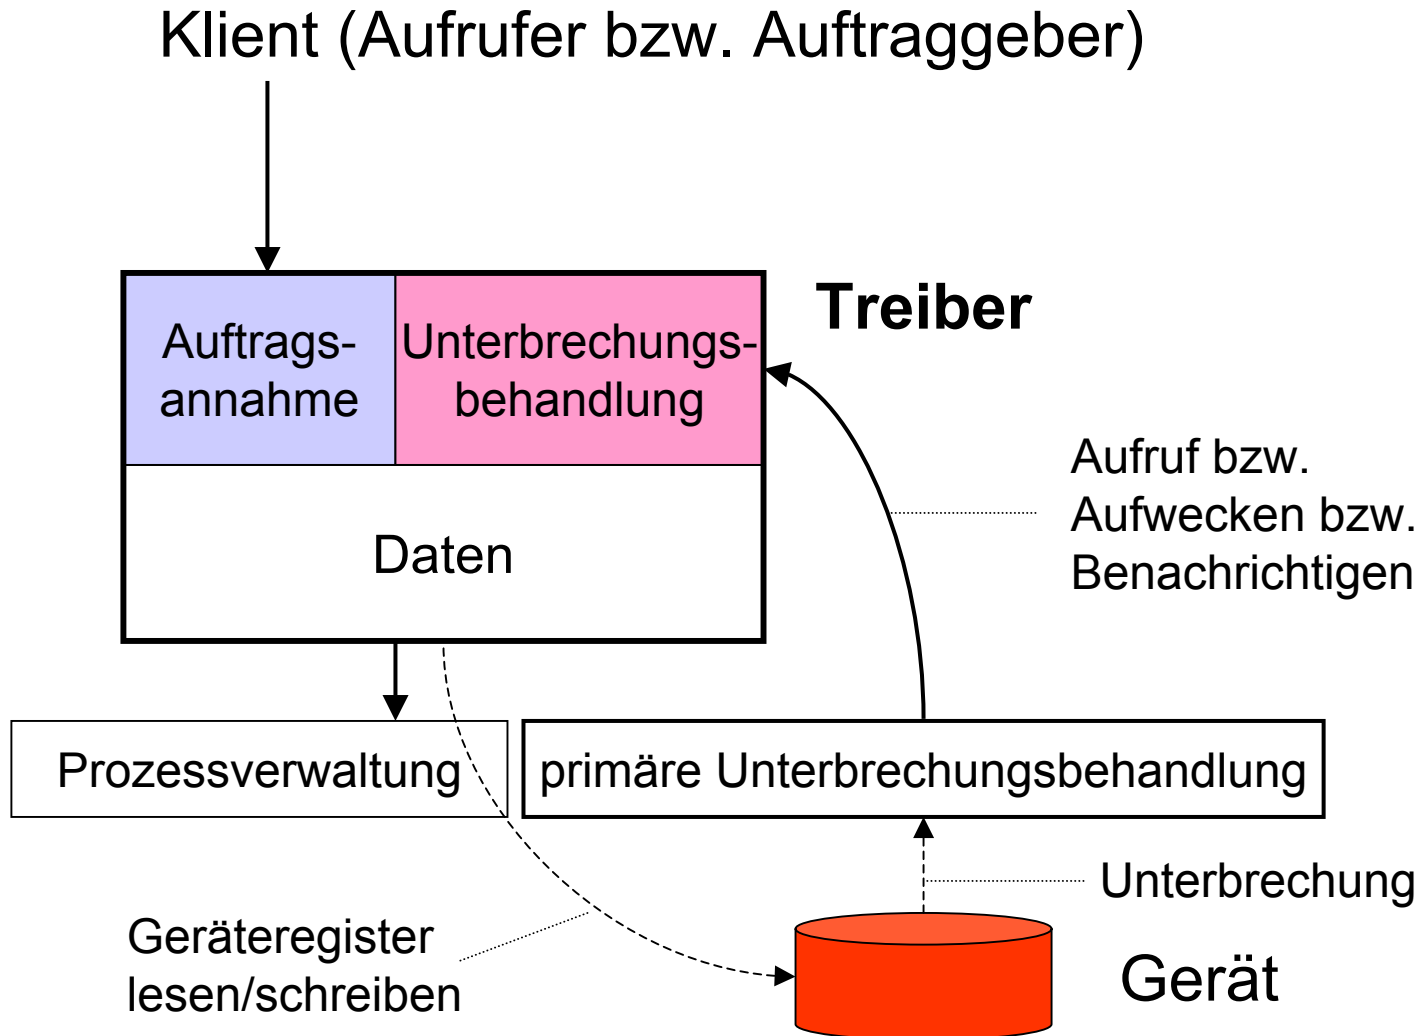 Klient (Aufrufer bzw. Auftraggeber)
Treiber
Auftrags-
annahme
Unterbrechungs-
behandlung
Daten
Aufruf bzw.
Aufwecken bzw.
Benachrichtigen
Prozessverwaltung
primäre Unterbrechungsbehandlung
Unterbrechung
Geräteregister
lesen/schreiben
Gerät